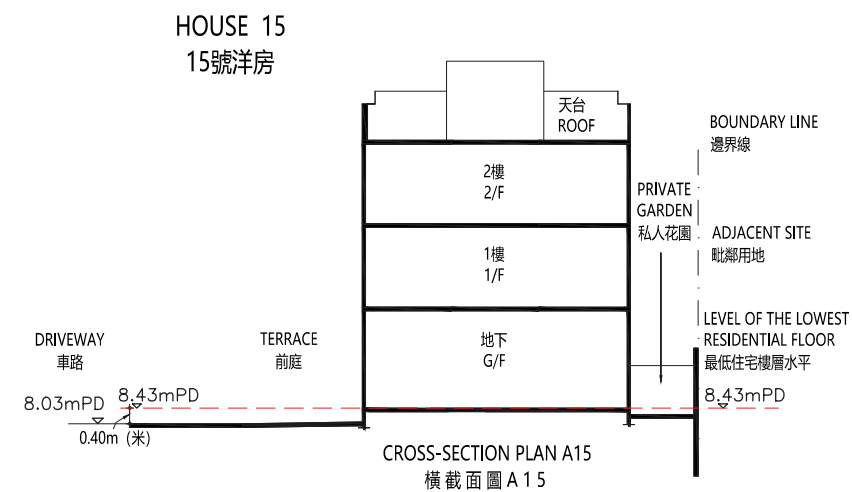 HOUSE 15
15號洋房
天台
ROOF
BOUNDARY LINE
邊界線
2樓
2/F
PRIVATE
GARDEN
私人花園
ADJACENT SITE
毗鄰用地
1樓
1/F
LEVEL OF THE LOWEST
RESIDENTIAL FLOOR
最低住宅樓層水平
DRIVEWAY
車路
TERRACE
前庭
地下
G/F
8.03mPD
8.43mPD
8.43mPD
0.40m (米)
CROSS-SECTION PLAN A15
橫截面圖A15